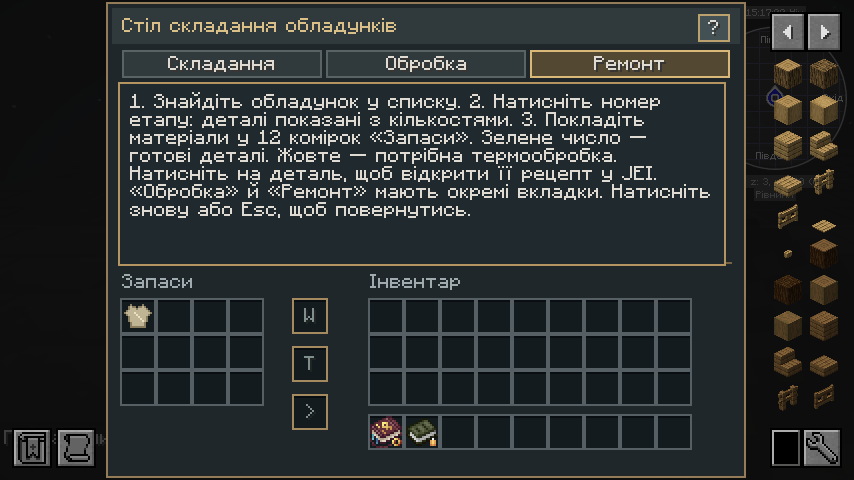 Стіл складання обладунків
?
Складання
Обробка
Ремонт
1. Знайдіть обладунок у списку. 2. Натисніть номер
етапу: деталі показані з кількостями. 3. Покладіть
матеріали у 12 комірок «Запаси». Зелене число —
готові деталі. Жовте — потрібна термообробка.
Натисніть на деталь, щоб відкрити її рецепт у JEI.
«Обробка» й «Ремонт» мають окремі вкладки. Натисніть
знову або Esc, щоб повернутись.
Запаси
Інвентар
W
T
>